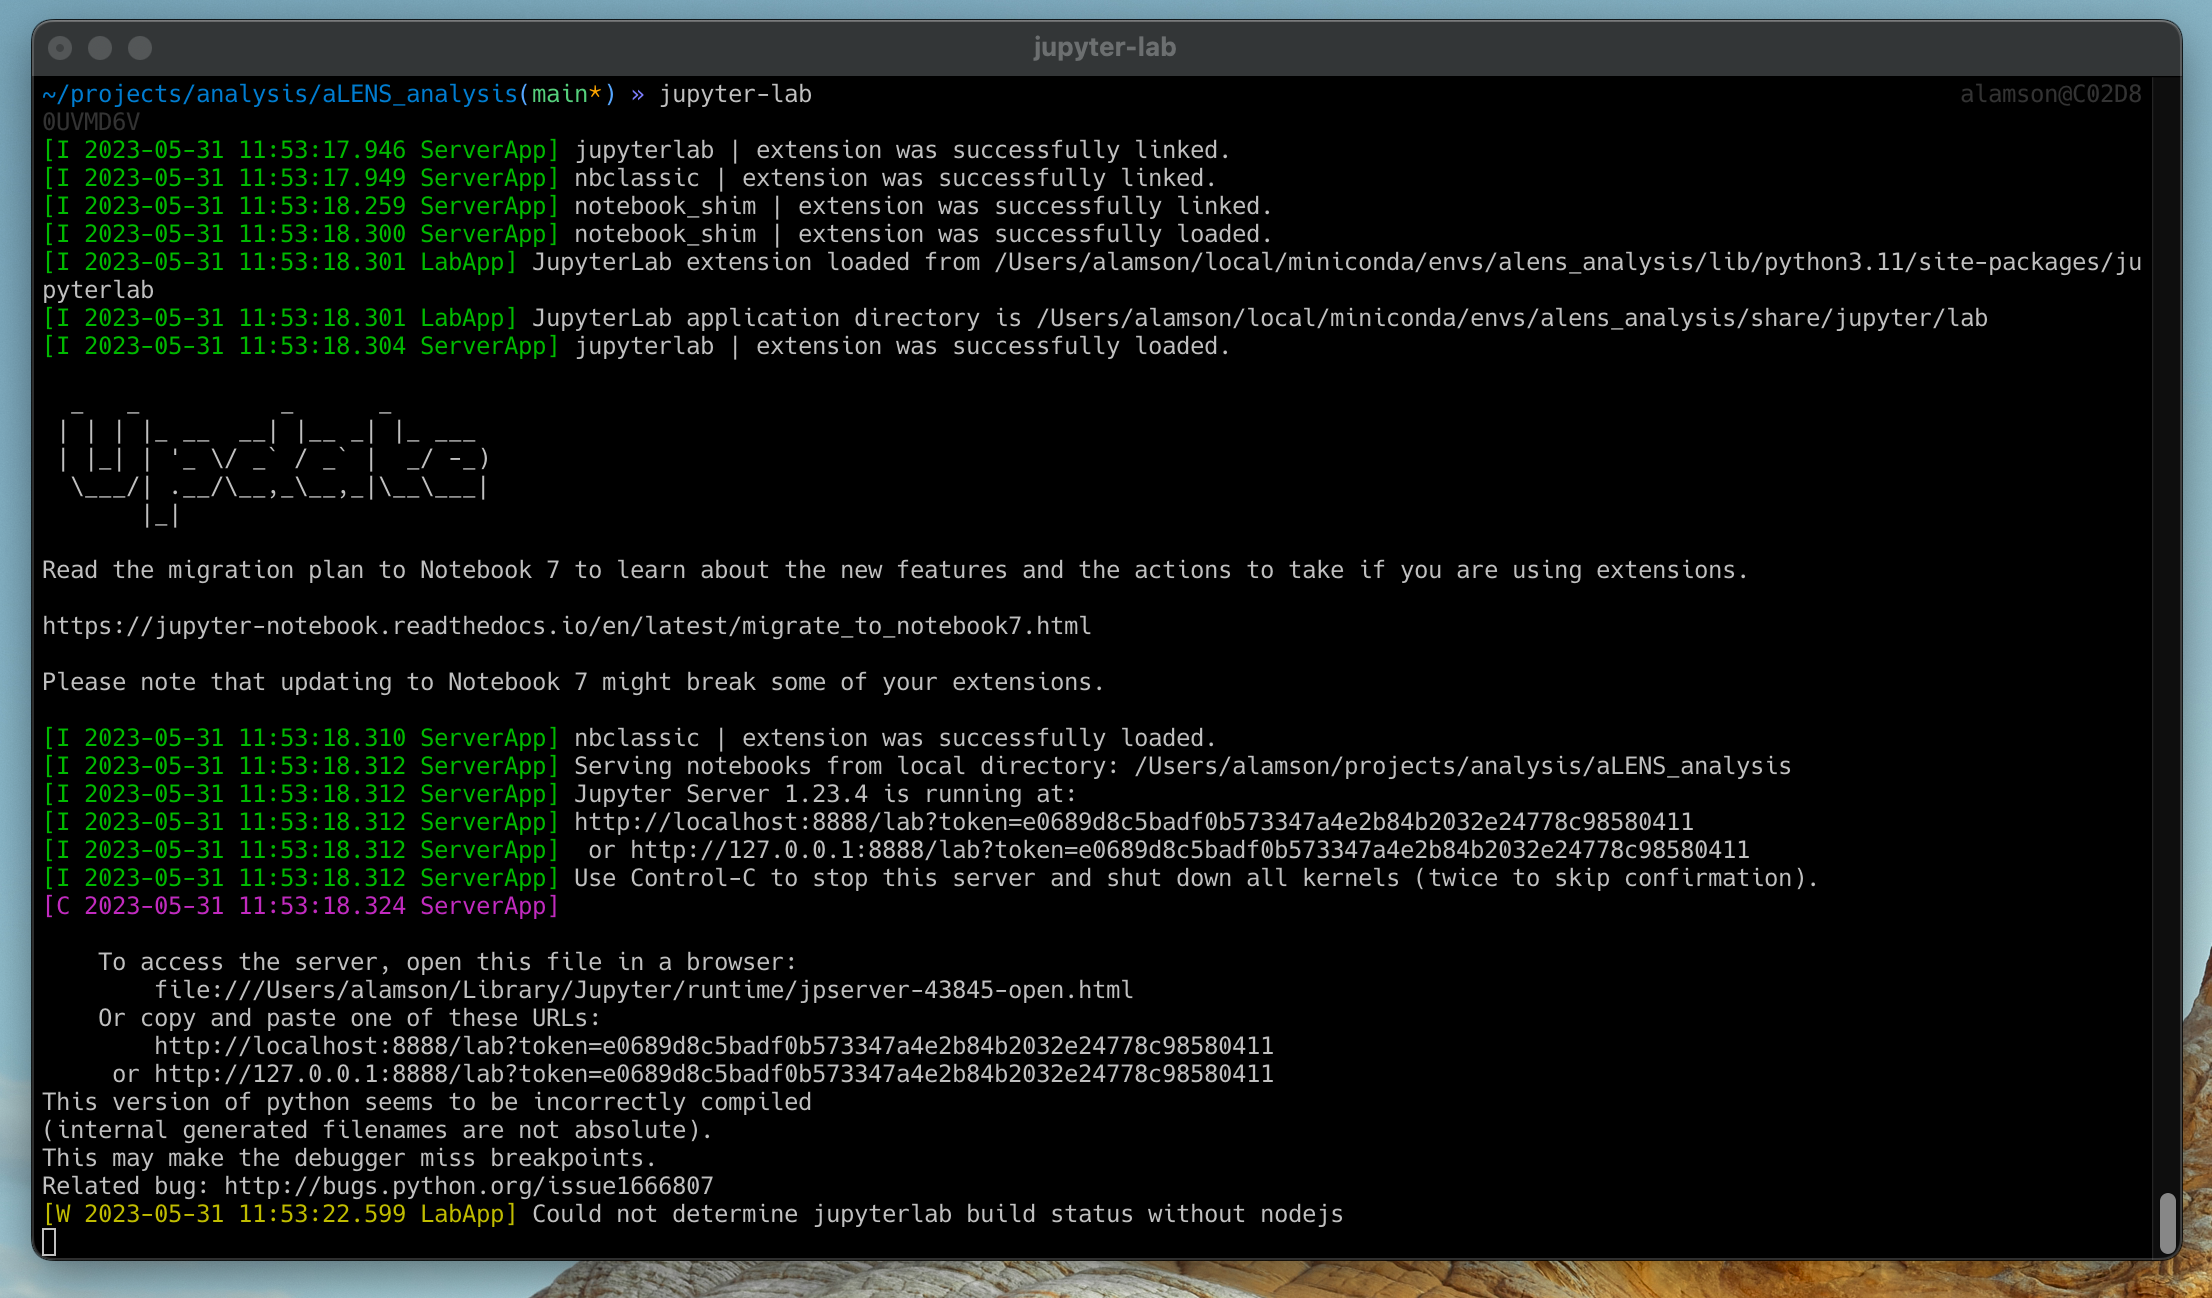 jupyter-lab
~/projects/analysis/aLENS_analysis(main*) » jupyter-lab alamson@C02D8
0UVMD6V
[I 2023-05-31 11:53:17.946 ServerApp] jupyterlab | extension was successfully linked.
[I 2023-05-31 11:53:17.949 ServerApp] nbclassic | extension was successfully linked.
[I 2023-05-31 11:53:18.259 ServerApp] notebook_shim | extension was successfully linked.
[I 2023-05-31 11:53:18.300 ServerApp] notebook_shim | extension was successfully loaded.
[I 2023-05-31 11:53:18.301 LabApp] JupyterLab extension loaded from /Users/alamson/local/miniconda/envs/alens_analysis/lib/python3.11/site-packages/ju
pyterlab
[I 2023-05-31 11:53:18.301 LabApp] JupyterLab application directory is /Users/alamson/local/miniconda/envs/alens_analysis/share/jupyter/lab
[I 2023-05-31 11:53:18.304 ServerApp] jupyterlab | extension was successfully loaded.
Update
Read the migration plan to Notebook 7 to learn about the new features and the actions to take if you are using extensions.
https://jupyter-notebook.readthedocs.io/en/latest/migrate_to_notebook7.html
Please note that updating to Notebook 7 might break some of your extensions.
[I 2023-05-31 11:53:18.310 ServerApp] nbclassic | extension was successfully loaded.
[I 2023-05-31 11:53:18.312 ServerApp] Serving notebooks from local directory: /Users/alamson/projects/analysis/aLENS_analysis
[I 2023-05-31 11:53:18.312 ServerApp] Jupyter Server 1.23.4 is running at:
[I 2023-05-31 11:53:18.312 ServerApp] http://localhost:8888/lab?token=e0689d8c5badf0b573347a4e2b84b2032e24778c98580411
[I 2023-05-31 11:53:18.312 ServerApp]  or http://127.0.0.1:8888/lab?token=e0689d8c5badf0b573347a4e2b84b2032e24778c98580411
[I 2023-05-31 11:53:18.312 ServerApp] Use Control-C to stop this server and shut down all kernels (twice to skip confirmation).
[C 2023-05-31 11:53:18.324 ServerApp]
To access the server, open this file in a browser:
file:///Users/alamson/Library/Jupyter/runtime/jpserver-43845-open.html
Or copy and paste one of these URLs:
http://localhost:8888/lab?token=e0689d8c5badf0b573347a4e2b84b2032e24778c98580411
or http://127.0.0.1:8888/lab?token=e0689d8c5badf0b573347a4e2b84b2032e24778c98580411
This version of python seems to be incorrectly compiled
(internal generated filenames are not absolute).
This may make the debugger miss breakpoints.
Related bug: http://bugs.python.org/issue1666807
[W 2023-05-31 11:53:22.599 LabApp] Could not determine jupyterlab build status without nodejs